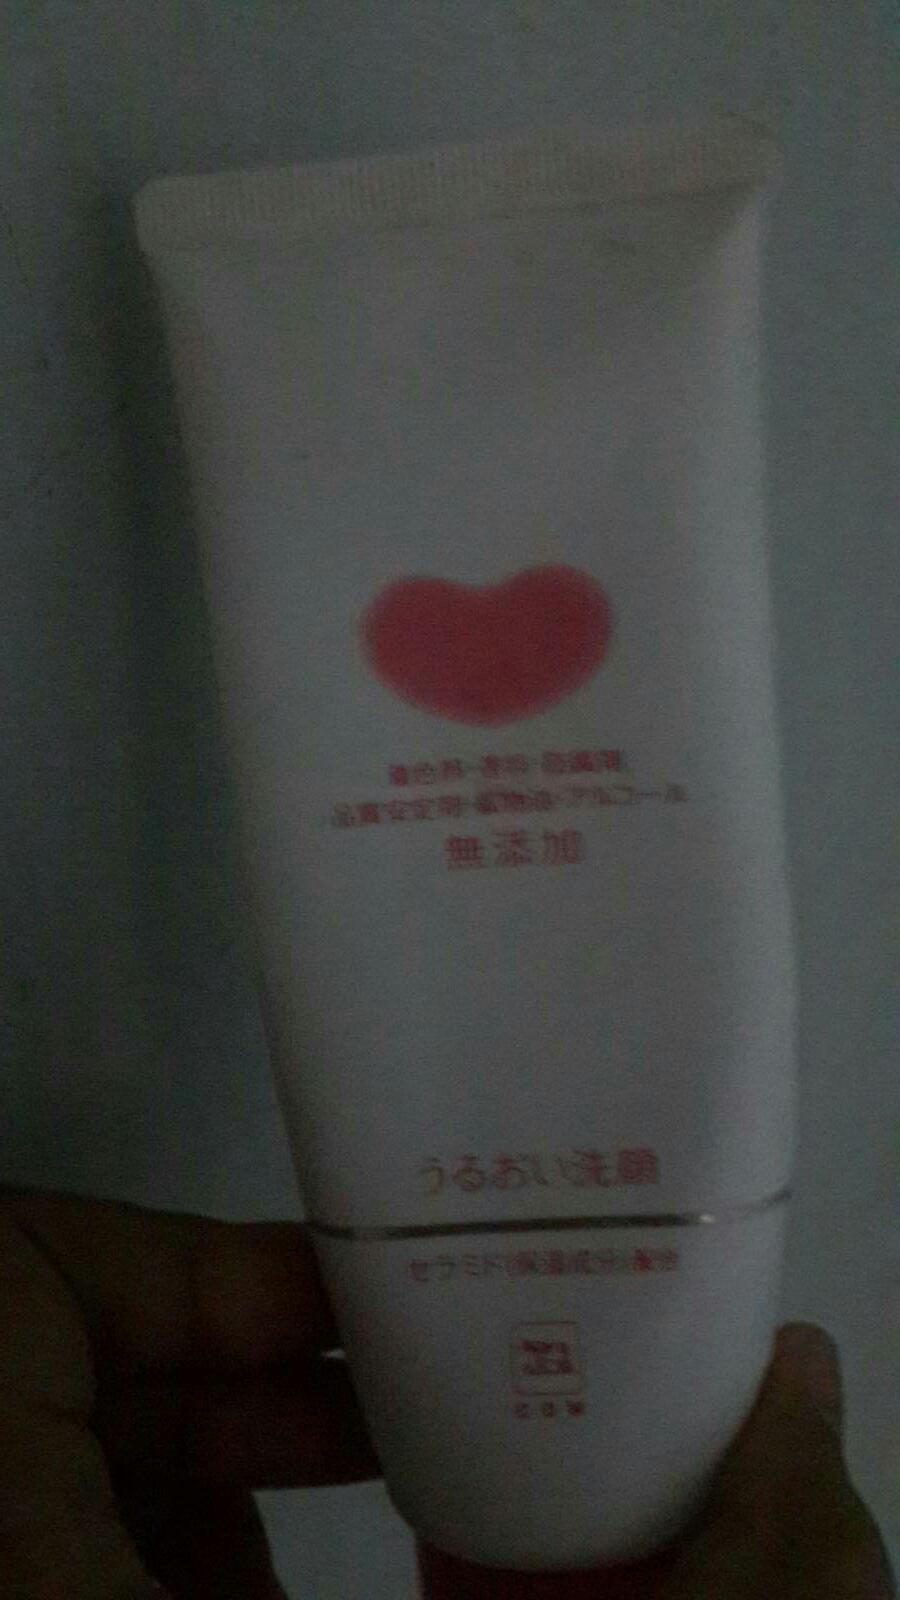 着色料・香料・防腐剤
品質安定剤・鉱物油・アルコール
無添加
うるおい洗顔
セラミド(保湿成分)配合